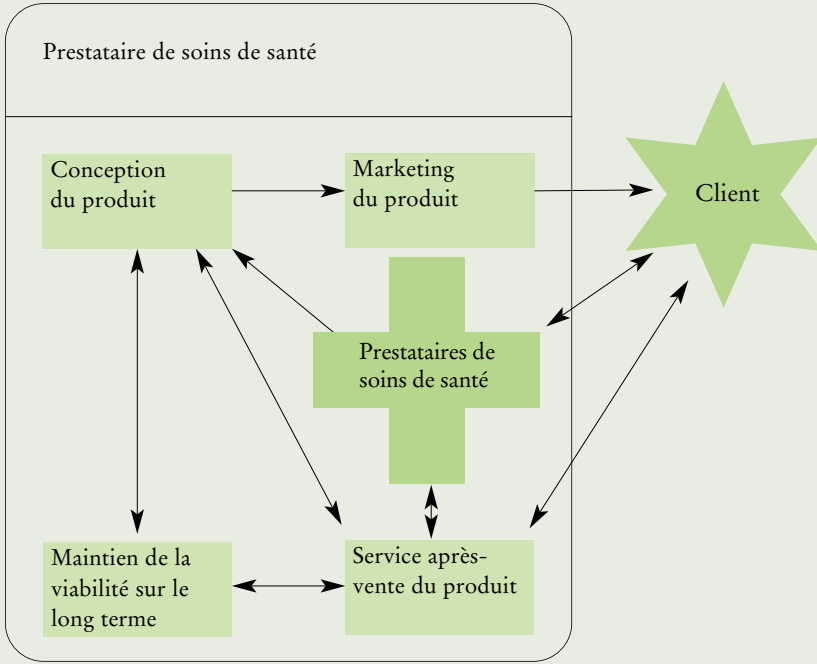 Prestataire de soins de santé
Conception
du produit
Marketing
du produit
Client
Prestataires de
soins de santé
Maintien de la
viabilité sur le
long terme
Service après-
vente du produit